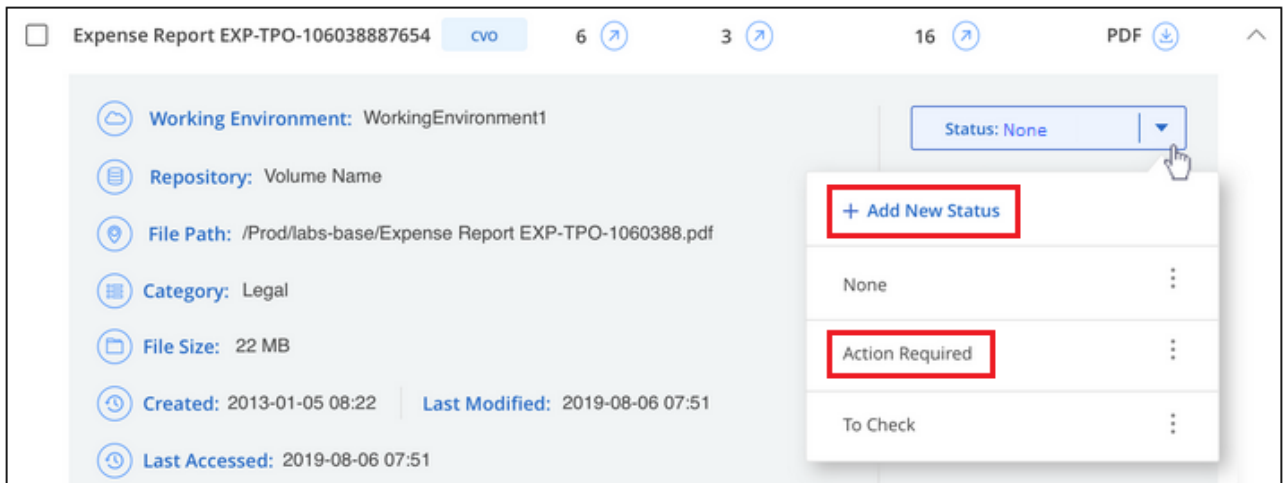 Expense Report EXP-TPO-106038887654 CVO 6 3 16 PDF
Working Environment: WorkingEnvironment1
Status: None
Repository: Volume Name
+ Add New Status
File Path: /Prod/labs-base/Expense Report EXP-TPO-1060388.pdf
None
Category: Legal
File Size: 22 MB
Action Required
Created: 2013-01-05 08:22 Last Modified: 2019-08-06 07:51
To Check
Last Accessed: 2019-08-06 07:51